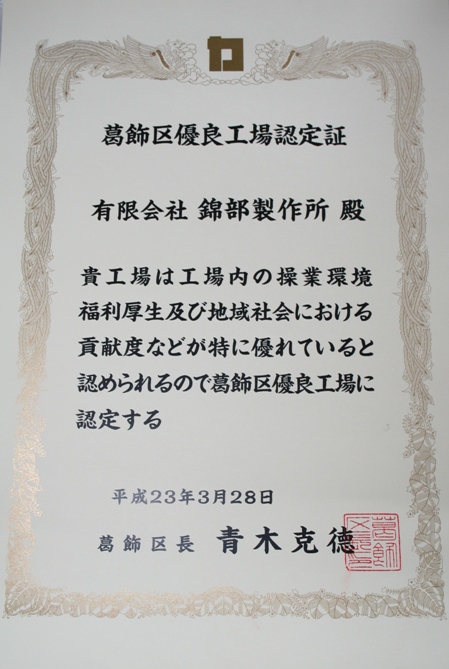 葛飾区優良工場認定証
有限会社 錦部製作所 殿
貴工場は工場内の操業環境
福利厚生及び地域社会における
貢献度などが特に優れていると
認められるので葛飾区優良工場に
認定する
平成23年3月28日
葛飾区長 青木克德